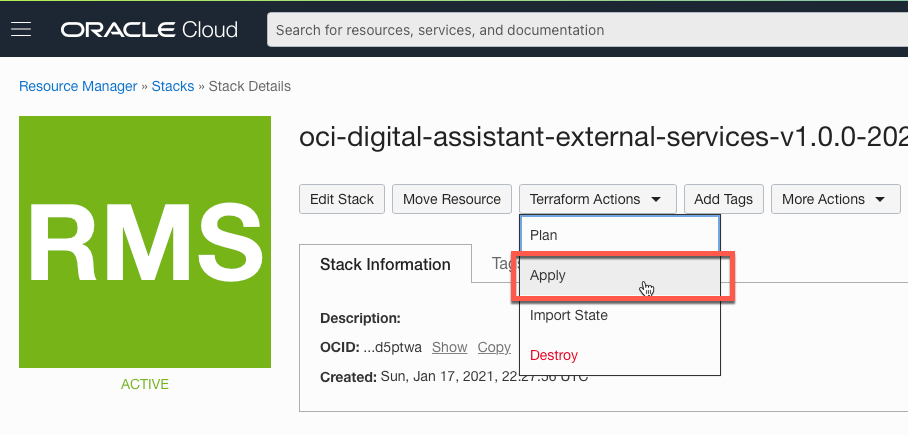 ORACLE Cloud
Search for resources, services, and documentation
Resource Manager » Stacks » Stack Details
RMS
ACTIVE
oci-digital-assistant-external-services-v1.0.0-202
Edit Stack Move Resource Terraform Actions Add Tags More Actions
Plan
Apply
Import State
Destroy
Stack Information Tags
Description:
OCID: ...d5ptwa Show Copy
Created: Sun, Jan 17, 2021, 22:27:56 UTC